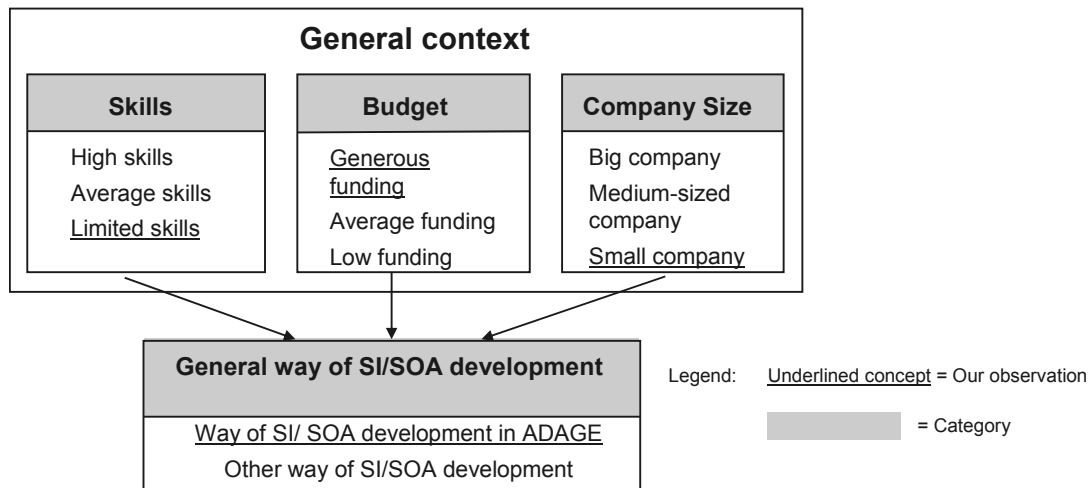 General context
Skills
High skills
Average skills
Limited skills
Budget
Generous
funding
Average funding
Low funding
Company Size
Big company
Medium-sized
company
Small company
General way of SI/SOA development
Way of SI/ SOA development in ADAGE
Other way of SI/SOA development
Legend: Underlined concept = Our observation
= Category